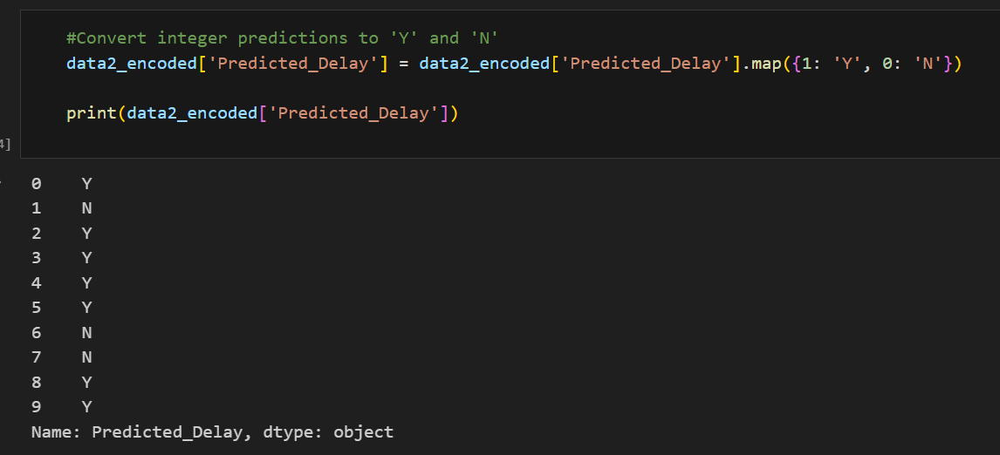 #Convert integer predictions to 'Y' and 'N'
data2_encoded['Predicted_Delay'] = data2_encoded['Predicted_Delay'].map({1: 'Y', 0: 'N'})
print(data2_encoded['Predicted_Delay'])
4]
0 Y
1 N
2 Y
3 Y
4 Y
5 Y
6 N
7 N
8 Y
9 Y
Name: Predicted_Delay, dtype: object